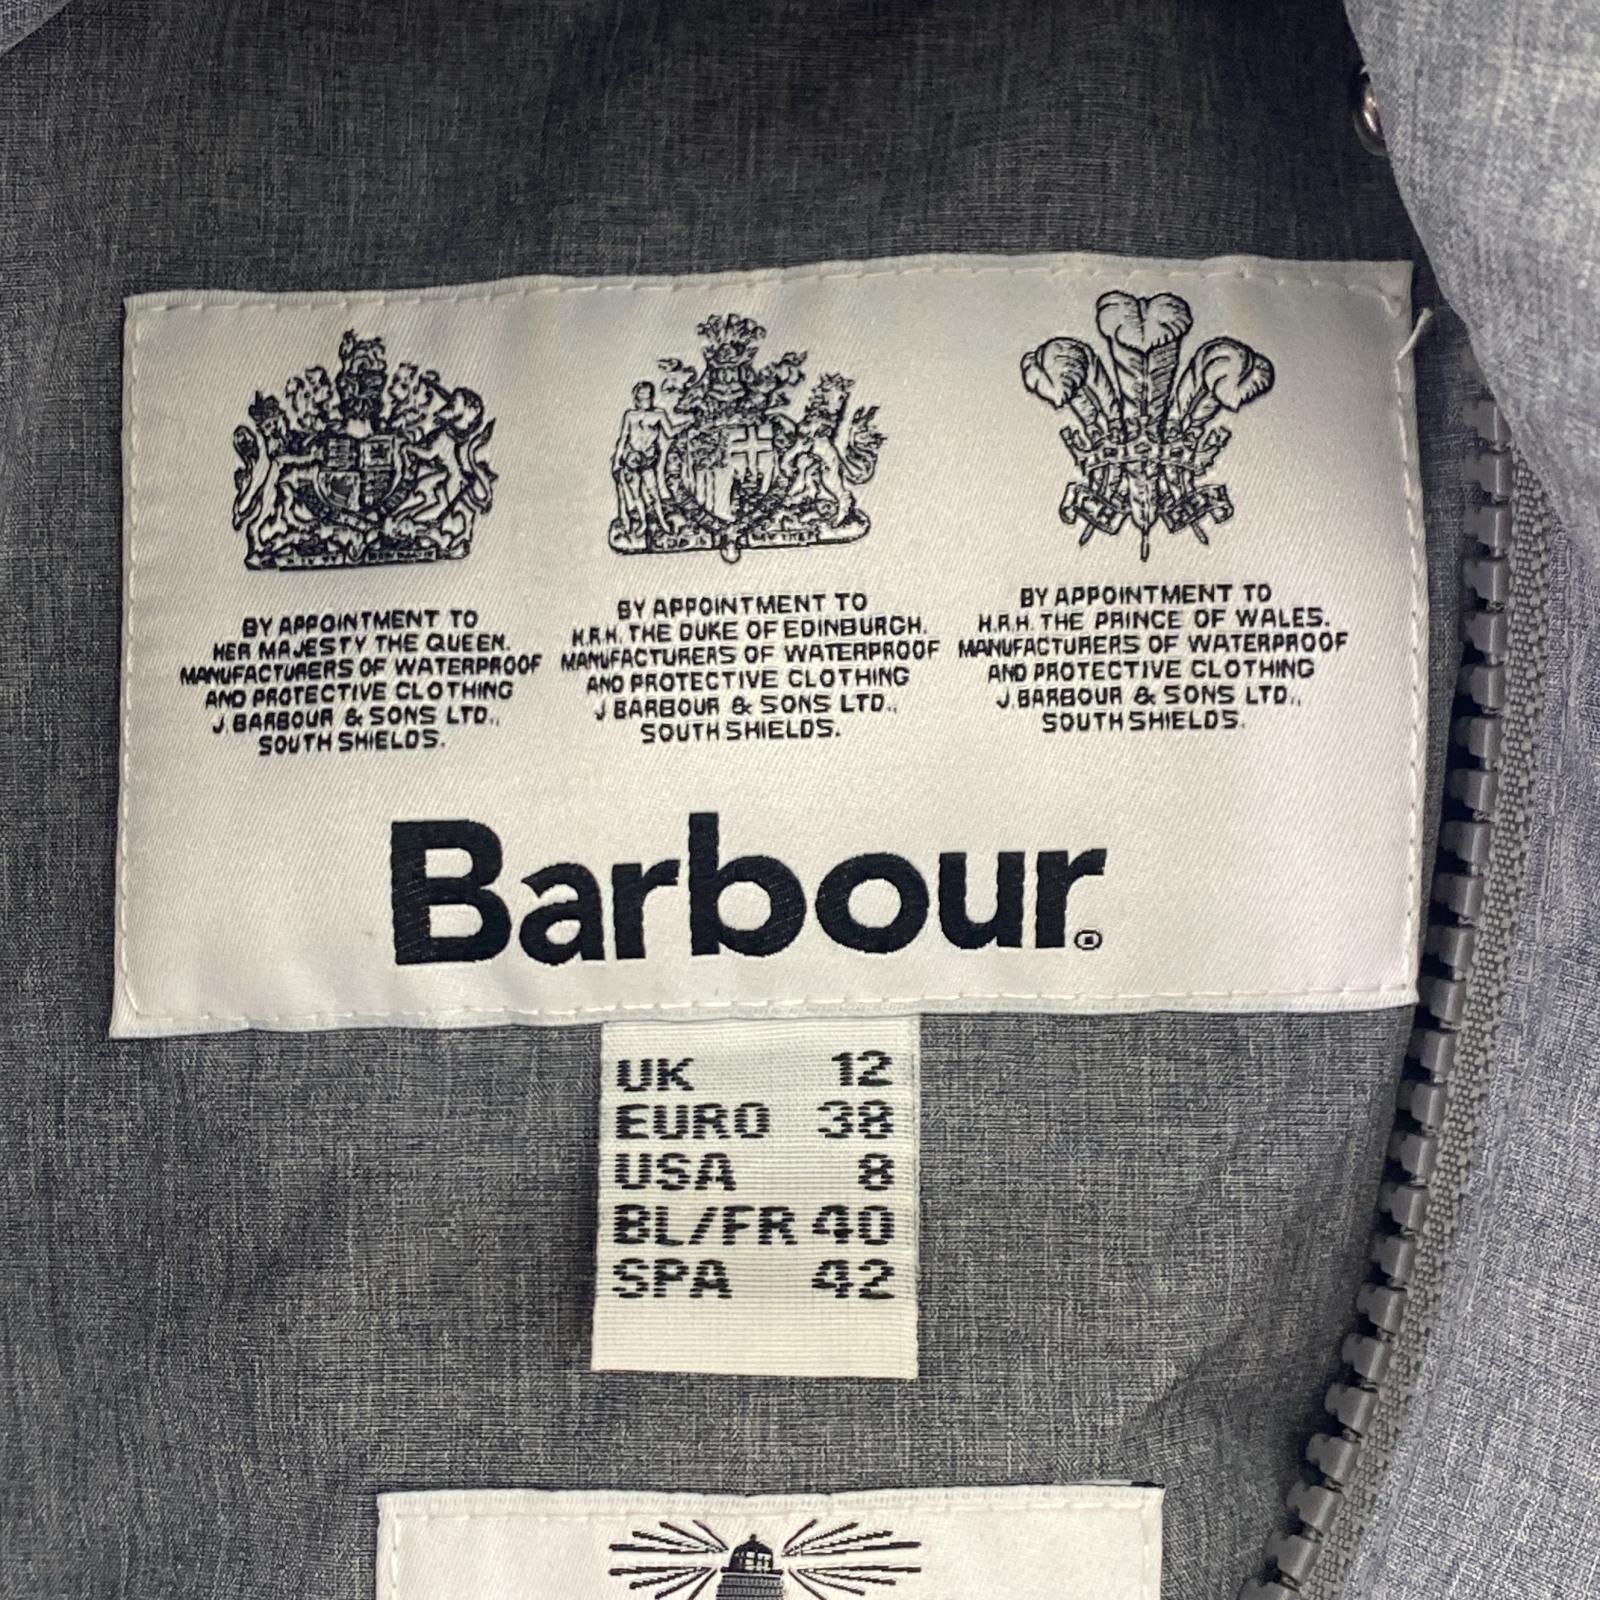 BY APPOINTMENT TO
HER MAJESTY THE QUEEN.
MANUFACTURERS OF WATERPROOF
AND PROTECTIVE CLOTHING
J. BARBOUR & SONS LTD.,
SOUTH SHIELDS.
BY APPOINTMENT TO
H.R.H. THE DUKE OF EDINBURGH.
MANUFACTURERS OF WATERPROOF
AND PROTECTIVE CLOTHING
J BARBOUR & SONS LTD.,
SOUTH SHIELDS.
BY APPOINTMENT TO
H.R.H. THE PRINCE OF WALES.
MANUFACTURERS OF WATERPROOF
AND PROTECTIVE CLOTHING
J.BARBOUR & SONS LTD.,
SOUTH SHIELDS.
Barbour®
UK 12
EURO 38
USA 8
BL/FR 40
SPA 42